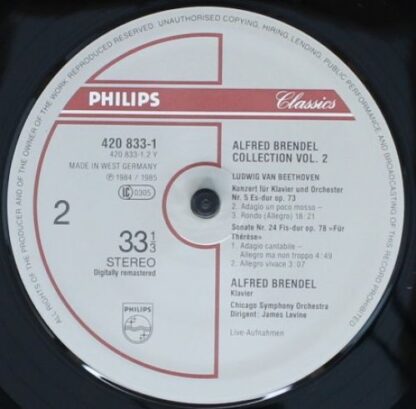 ALL RIGHTS OF THE PRODUCER AND OF THE OWNER OF THE WORK REPRODUCED RESERVED. UNAUTHORISED COPYING, HIRING, LENDING, PUBLIC PERFORMANCE AND BROADCASTING OF THIS RECORD PROHIBITED
PHILIPS
Classics
420 833-1
420 833-1.2 Y
MADE IN WEST GERMANY
℗ 1984 / 1985
LC 0305
2
33 1/3
STEREO
Digitally remastered
PHILIPS
ALFRED BRENDEL
COLLECTION VOL. 2
LUDWIG VAN BEETHOVEN
Konzert für Klavier und Orchester
Nr. 5 Es-dur op. 73
2. Adagio un poco mosso –
3. Rondo (Allegro) 18:21
Sonate Nr. 24 Fis-dur op. 78 »Für
Thérèse«
1. Adagio cantabile –
Allegro ma non troppo 4:49
2. Allegro vivace 3:07
ALFRED BRENDEL
Klavier
Chicago Symphony Orchestra
Dirigent: James Levine
Live-Aufnahmen